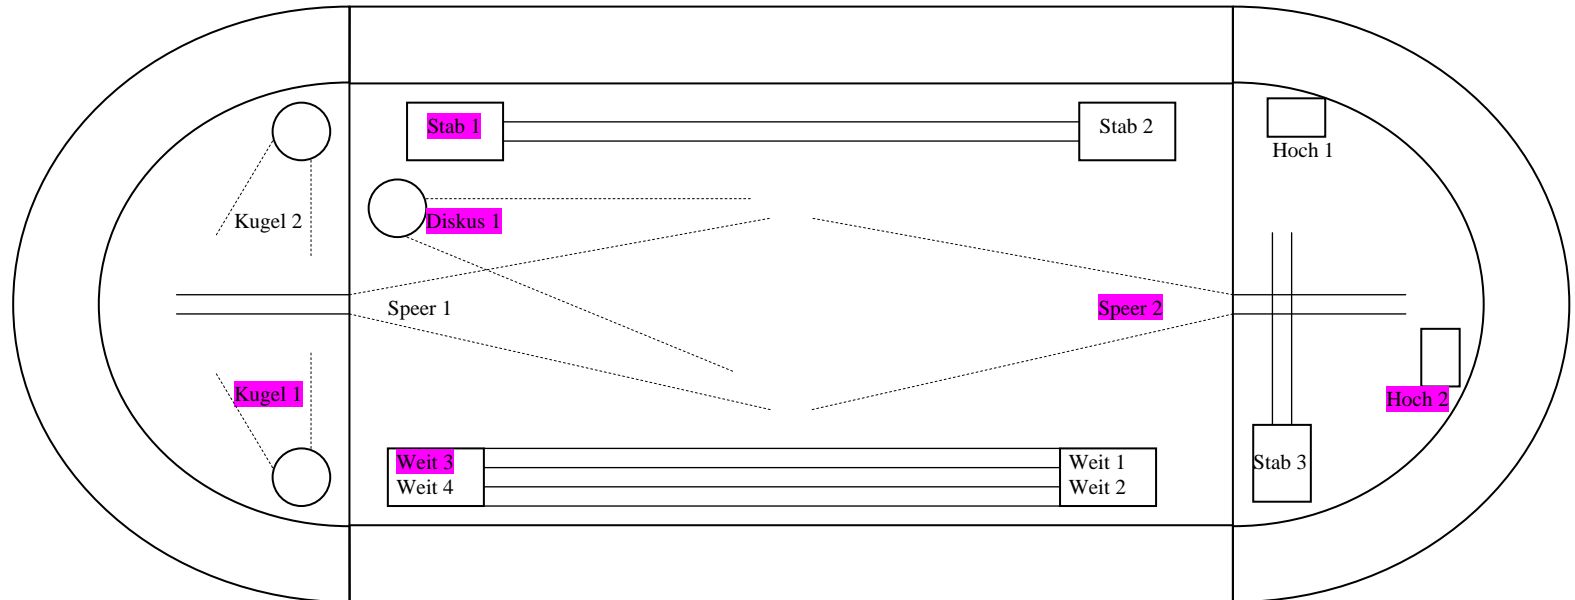 Stab 1
Stab 2
Hoch 1
Kugel 2
Diskus 1
Speer 1
Speer 2
Kugel 1
Hoch 2
Weit 3
Weit 4
Weit 1
Weit 2
Stab 3